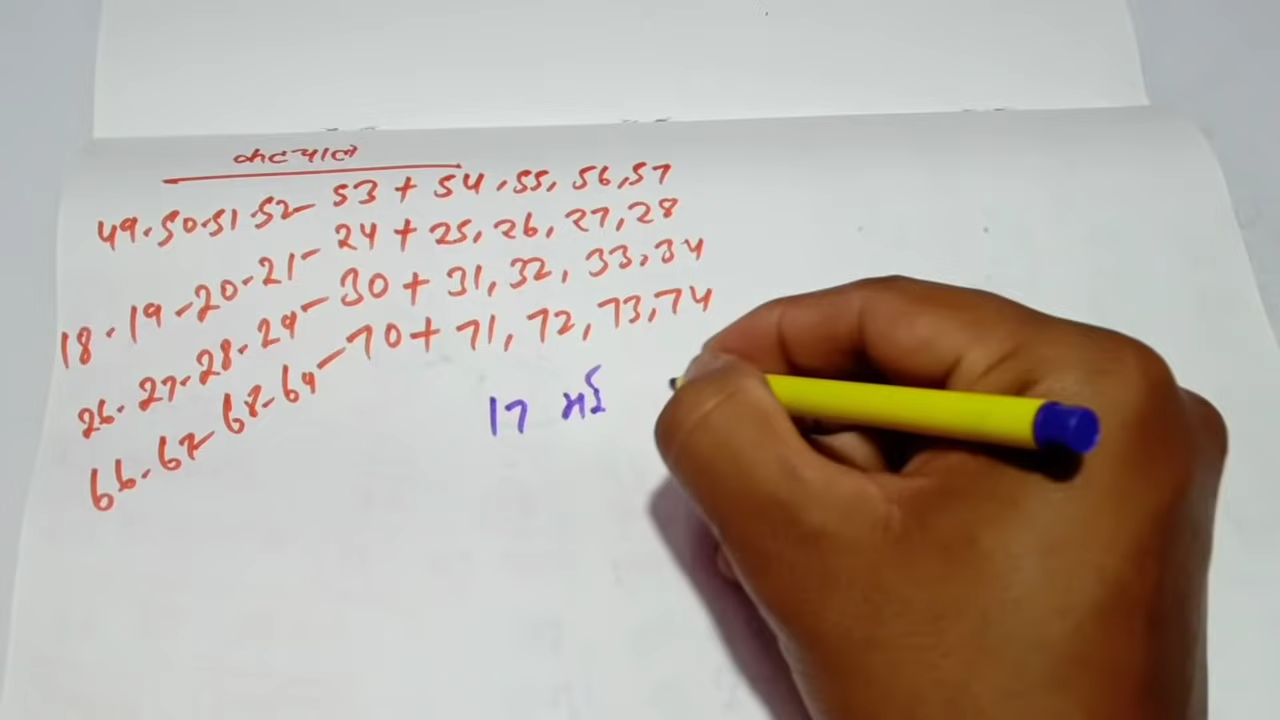 कोटयाले
49.50.51.52-53 + 54, 55, 56, 57
18-19-20-21-24 + 25, 26, 27, 28
26-27-28-29-30 + 31, 32, 33, 34
66-67-68-69-70 + 71, 72, 73, 74
17 मई